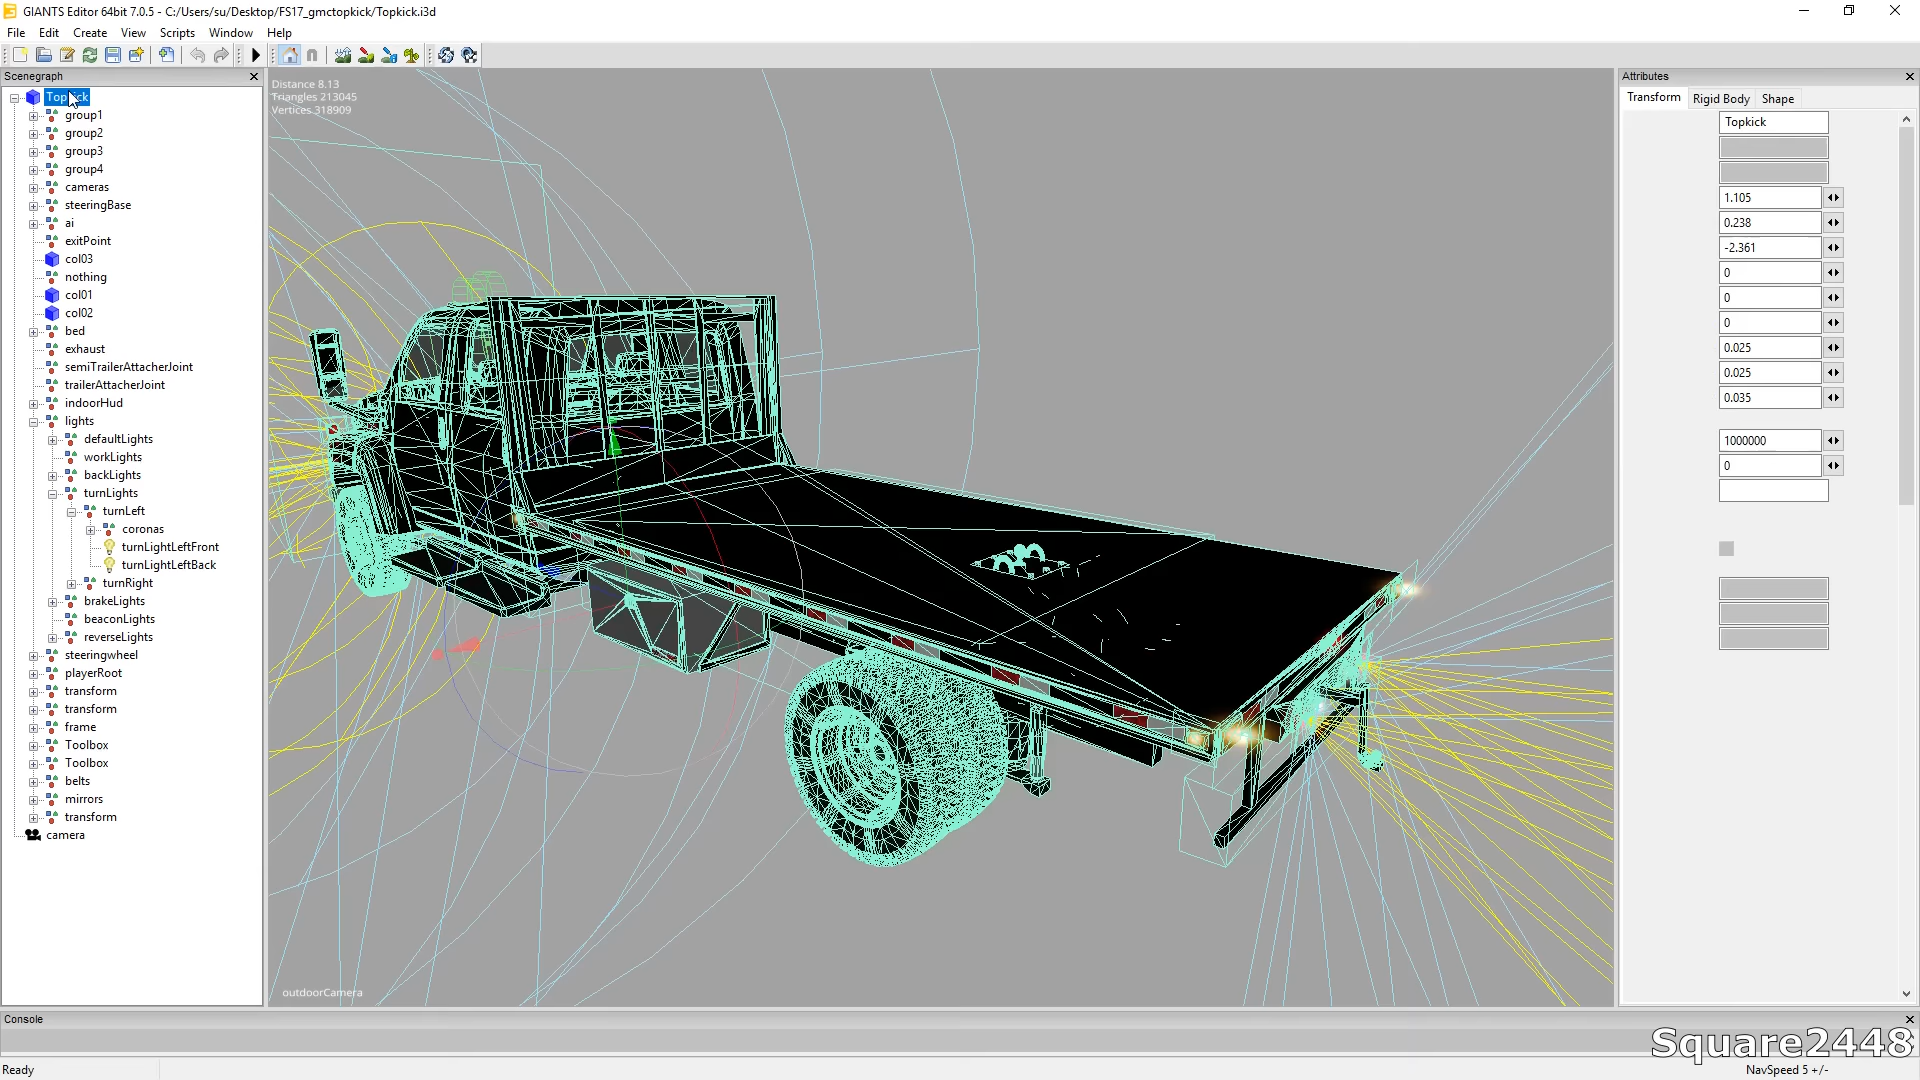 GIANTS Editor 64bit 7.0.5 - C:/Users/su/Desktop/FS17_gmctopkick/Topkick.i3d
File Edit Create View Scripts Window Help
Scenegraph
Topkick
group1
group2
group3
group4
cameras
steeringBase
ai
exitPoint
col03
nothing
col01
col02
bed
exhaust
semiTrailerAttacherJoint
trailerAttacherJoint
indoorHud
lights
defaultLights
workLights
backLights
turnLights
turnLeft
coronas
turnLightLeftFront
turnLightLeftBack
turnRight
brakeLights
beaconLights
reverseLights
steeringwheel
playerRoot
transform
transform
frame
Toolbox
Toolbox
belts
mirrors
transform
camera
Distance 8.13
Triangles 213045
Vertices 318909
outdoorCamera
Attributes
Transform Rigid Body Shape
Topkick
1.105
0.238
-2.361
0
0
0
0.025
0.025
0.035
1000000
0
Console
Square2448
Ready
NavSpeed 5 +/-